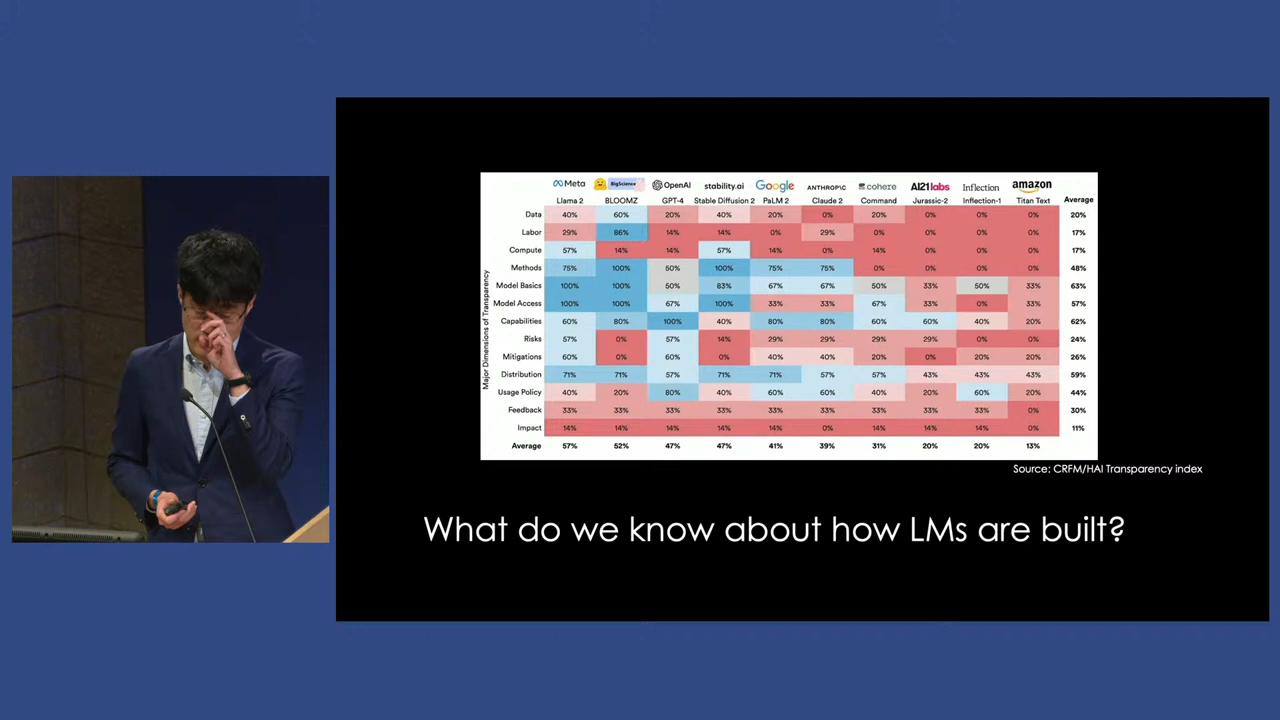 Meta BigScience OpenAI stability.ai Google ANTHROP\C cohere AI21labs Inflection amazon
Llama 2 BLOOMZ GPT-4 Stable Diffusion 2 PaLM 2 Claude 2 Command Jurassic-2 Inflection-1 Titan Text Average
Major Dimensions of Transparency
Data 40% 60% 20% 40% 20% 0% 20% 0% 0% 0% 20%
Labor 29% 86% 14% 14% 0% 29% 0% 0% 0% 0% 17%
Compute 57% 14% 14% 57% 14% 0% 14% 0% 0% 0% 17%
Methods 75% 100% 50% 100% 75% 75% 0% 0% 0% 0% 48%
Model Basics 100% 100% 50% 83% 67% 67% 50% 33% 50% 33% 63%
Model Access 100% 100% 67% 100% 33% 33% 67% 33% 0% 33% 57%
Capabilities 60% 80% 100% 40% 80% 80% 60% 60% 40% 20% 62%
Risks 57% 0% 57% 14% 29% 29% 29% 29% 0% 0% 24%
Mitigations 60% 0% 60% 0% 40% 40% 20% 0% 20% 20% 26%
Distribution 71% 71% 57% 71% 71% 57% 57% 43% 43% 43% 59%
Usage Policy 40% 20% 80% 40% 60% 60% 40% 20% 60% 20% 44%
Feedback 33% 33% 33% 33% 33% 33% 33% 33% 33% 0% 30%
Impact 14% 14% 14% 14% 14% 0% 14% 14% 14% 0% 11%
Average 57% 52% 47% 47% 41% 39% 31% 20% 20% 13%
Source: CRFM/HAI Transparency index
What do we know about how LMs are built?